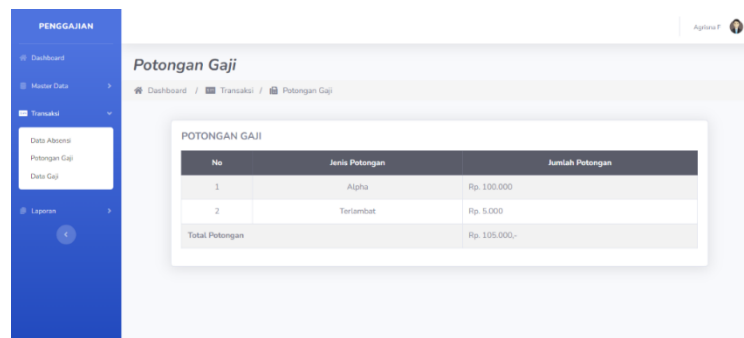 PENGGAJIAN
Agriana F
Dashboard
Master Data
Transaksi
Data Absensi
Potongan Gaji
Data Gaji
Laporan
Potongan Gaji
Dashboard / Transaksi / Potongan Gaji
POTONGAN GAJI
No Jenis Potongan Jumlah Potongan
1 Alpha Rp. 100.000
2 Terlambat Rp. 5.000
Total Potongan Rp. 105.000,-